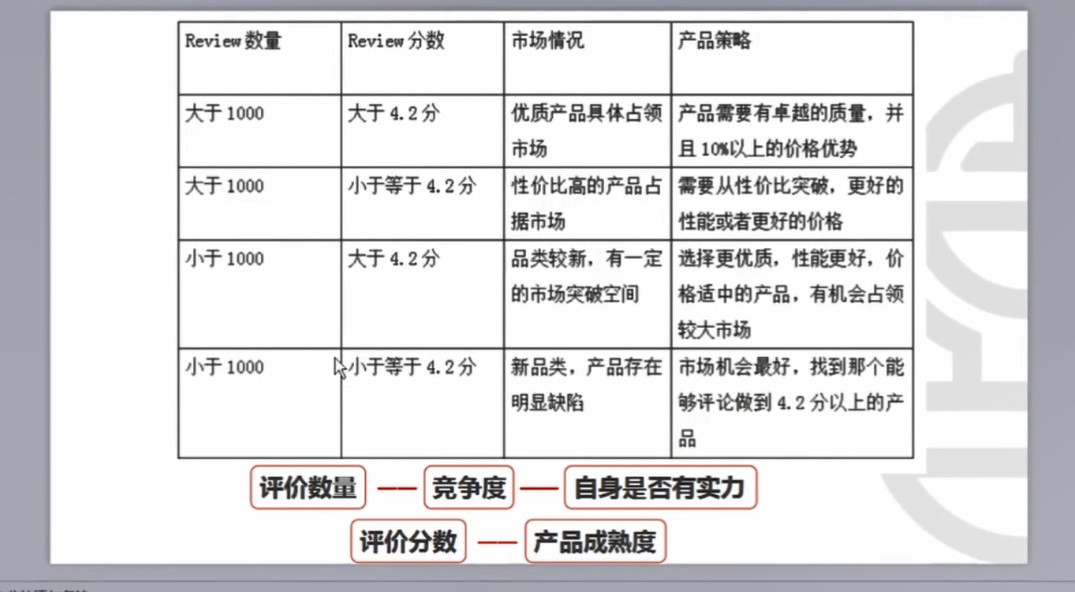 Review数量 Review分数 市场情况 产品策略
大于1000 大于4.2分 优质产品具体占领 产品需要有卓越的质量，并
市场 且10%以上的价格优势
大于1000 小于等于4.2分 性价比高的产品占 需要从性价比突破，更好的
据市场 性能或者更好的价格
小于1000 大于4.2分 品类较新，有一定 选择更优质，性能更好，价
的市场突破空间 格适中的产品，有机会占领
较大市场
小于1000 小于等于4.2分 新品类，产品存在 市场机会最好，找到那个能
明显缺陷 够评论做到4.2分以上的产
品
评价数量 —— 竞争度 —— 自身是否有实力
评价分数 —— 产品成熟度